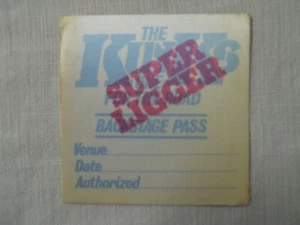 THE
KINKS
SUPER
LIGGER
BACKSTAGE PASS
Venue
Date
Authorized